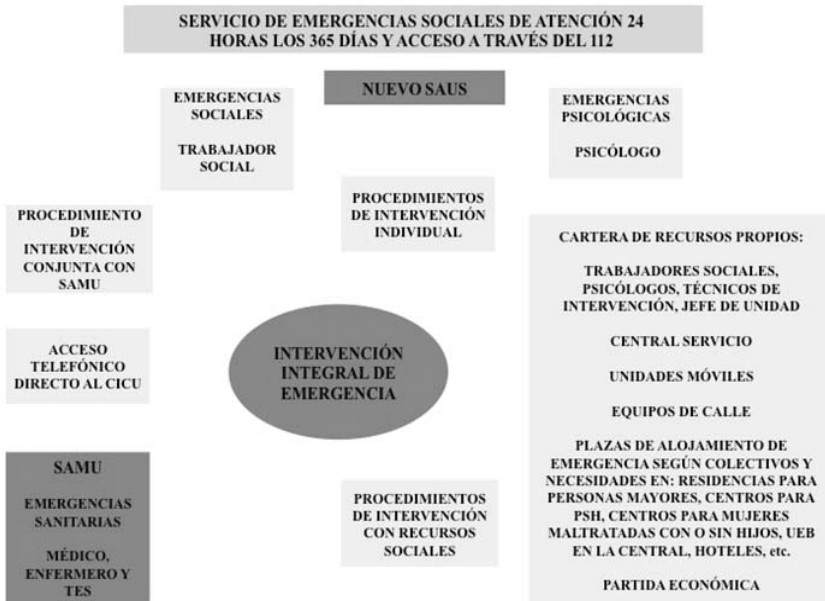 SERVICIO DE EMERGENCIAS SOCIALES DE ATENCIÓN 24
HORAS LOS 365 DÍAS Y ACCESO A TRAVÉS DEL 112
NUEVO SAUS
EMERGENCIAS
SOCIALES
TRABAJADOR
SOCIAL
EMERGENCIAS
PSICOLÓGICAS
PSICÓLOGO
PROCEDIMIENTOS
DE INTERVENCIÓN
INDIVIDUAL
PROCEDIMIENTO
DE
INTERVENCIÓN
CONJUNTA CON
SAMU
ACCESO
TELEFÓNICO
DIRECTO AL CICU
INTERVENCIÓN
INTEGRAL DE
EMERGENCIA
SAMU
EMERGENCIAS
SANITARIAS
MÉDICO,
ENFERMERO Y
TES
PROCEDIMIENTOS
DE INTERVENCIÓN
CON RECURSOS
SOCIALES
CARTERA DE RECURSOS PROPIOS:
TRABAJADORES SOCIALES,
PSICÓLOGOS, TÉCNICOS DE
INTERVENCIÓN, JEFE DE UNIDAD
CENTRAL SERVICIO
UNIDADES MÓVILES
EQUIPOS DE CALLE
PLAZAS DE ALOJAMIENTO DE
EMERGENCIA SEGÚN COLECTIVOS Y
NECESIDADES EN: RESIDENCIAS PARA
PERSONAS MAYORES, CENTROS PARA
PSH, CENTROS PARA MUJERES
MALTRATADAS CON O SIN HIJOS, UEB
EN LA CENTRAL, HOTELES, etc.
PARTIDA ECONÓMICA